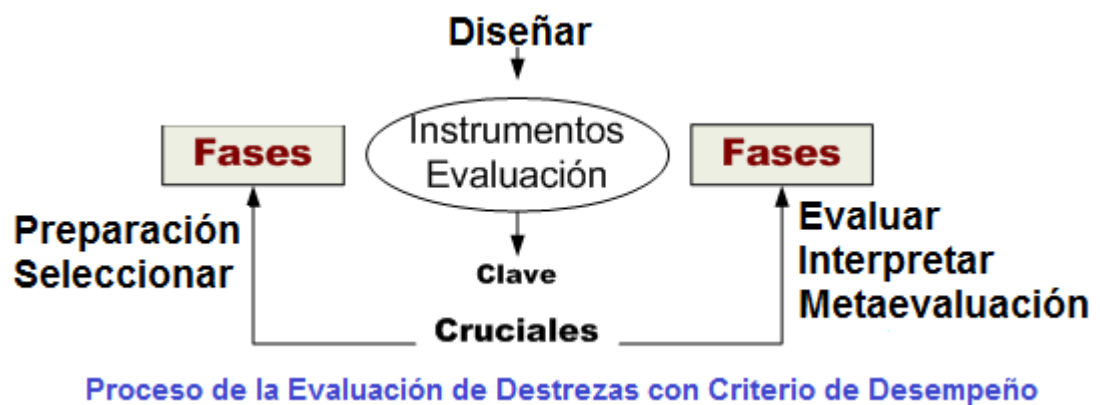 Diseñar
Instrumentos
Evaluación
Fases
Fases
Preparación
Seleccionar
Evaluar
Interpretar
Metaevaluación
Clave
Cruciales
Proceso de la Evaluación de Destrezas con Criterio de Desempeño